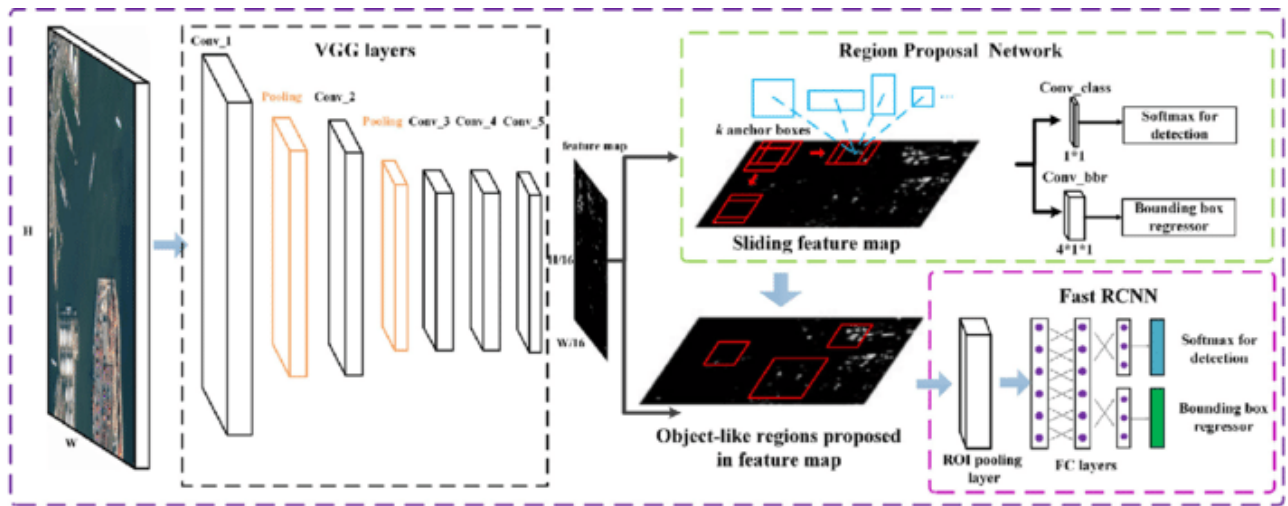 VGG layers
Conv_1
Pooling
Conv_2
Pooling
Conv_3
Conv_4
Conv_5
H
W
feature map
H/16
W/16
Region Proposal Network
k anchor boxes
...
Sliding feature map
Conv_class
1*1
Softmax for
detection
Conv_bbr
4*1*1
Bounding box
regressor
Object-like regions proposed
in feature map
Fast RCNN
ROI pooling
layer
FC layers
Softmax for
detection
Bounding box
regressor